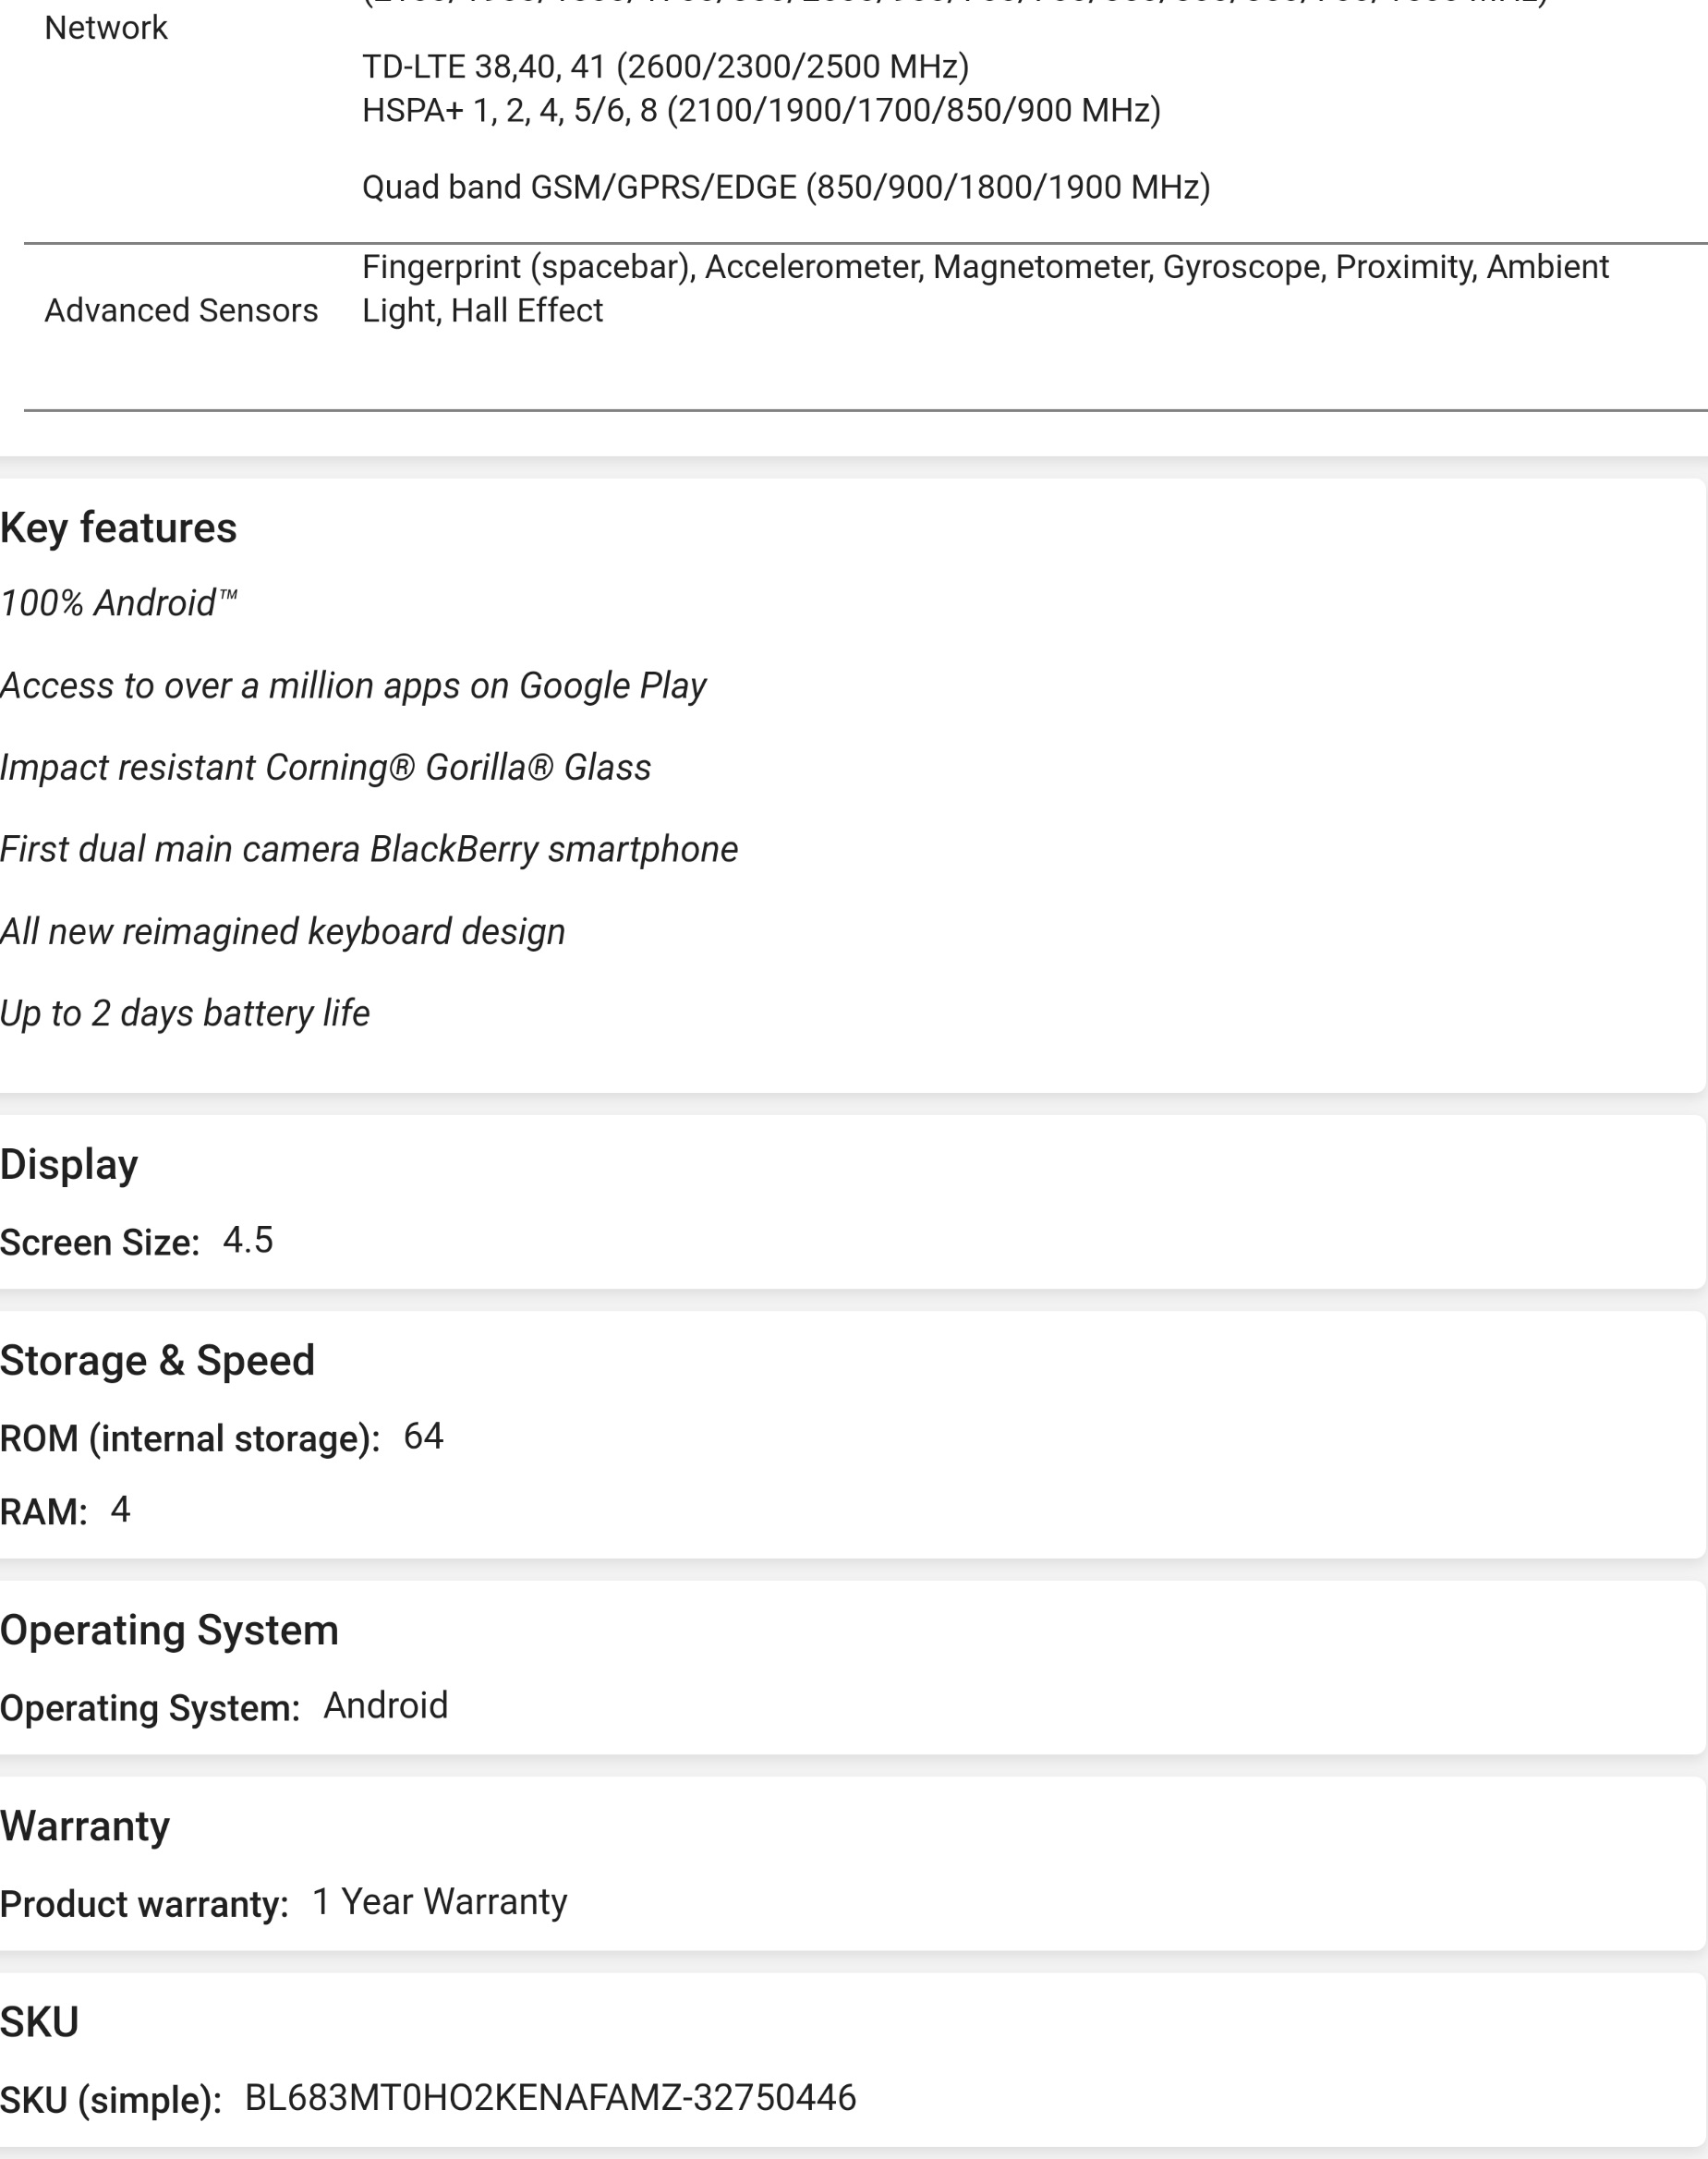 Network
TD-LTE 38,40, 41 (2600/2300/2500 MHz)
HSPA+ 1, 2, 4, 5/6, 8 (2100/1900/1700/850/900 MHz)
Quad band GSM/GPRS/EDGE (850/900/1800/1900 MHz)
Fingerprint (spacebar), Accelerometer, Magnetometer, Gyroscope, Proximity, Ambient
Advanced Sensors Light, Hall Effect
Key features
100% Android™
Access to over a million apps on Google Play
Impact resistant Corning® Gorilla® Glass
First dual main camera BlackBerry smartphone
All new reimagined keyboard design
Up to 2 days battery life
Display
Screen Size: 4.5
Storage & Speed
ROM (internal storage): 64
RAM: 4
Operating System
Operating System: Android
Warranty
Product warranty: 1 Year Warranty
SKU
SKU (simple): BL683MT0HO2KENAFAMZ-32750446